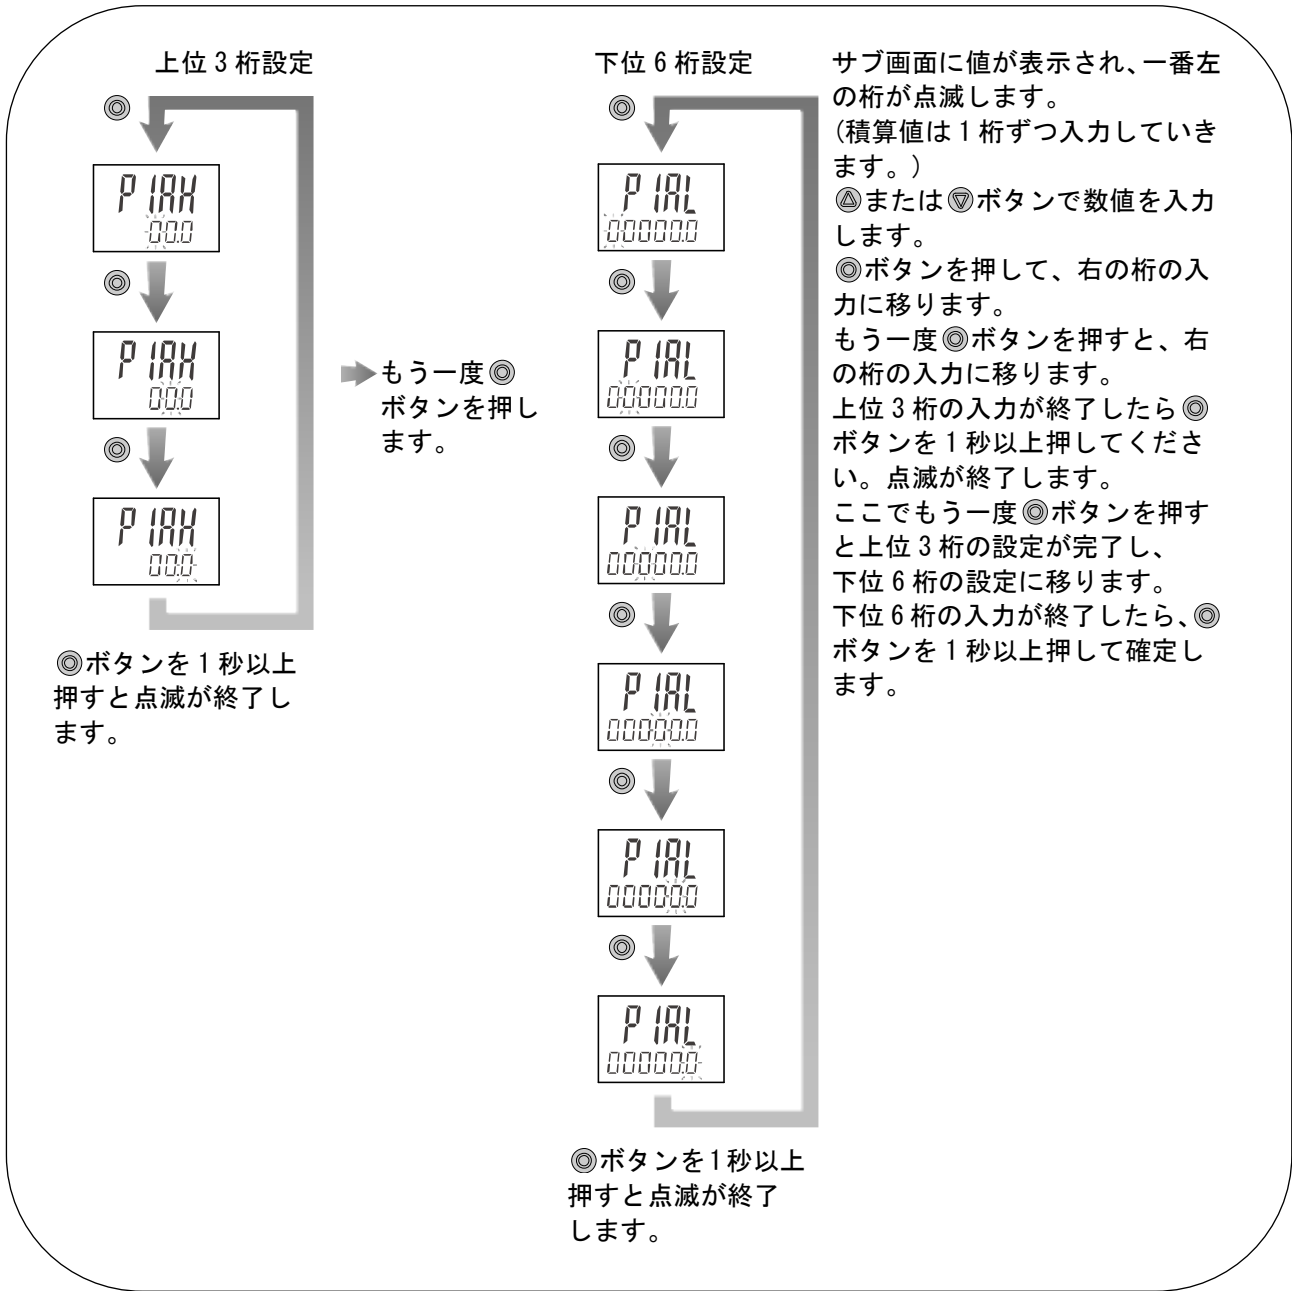 上位3桁設定
P1AH
00.0
P1AH
00.0
P1AH
00.0
◎ボタンを1秒以上
押すと点滅が終了し
ます。
もう一度◎
ボタンを押し
ます。
下位6桁設定
P1AL
00000.0
P1AL
00000.0
P1AL
00000.0
P1AL
00000.0
P1AL
00000.0
P1AL
00000.0
◎ボタンを1秒以上
押すと点滅が終了
します。
サブ画面に値が表示され、一番左
の桁が点滅します。
(積算値は1桁ずつ入力していき
ます。)
△または▽ボタンで数値を入力
します。
◎ボタンを押して、右の桁の入
力に移ります。
もう一度◎ボタンを押すと、右
の桁の入力に移ります。
上位3桁の入力が終了したら◎
ボタンを1秒以上押してくださ
い。点滅が終了します。
ここでもう一度◎ボタンを押す
と上位3桁の設定が完了し、
下位6桁の設定に移ります。
下位6桁の入力が終了したら、◎
ボタンを1秒以上押して確定し
ます。